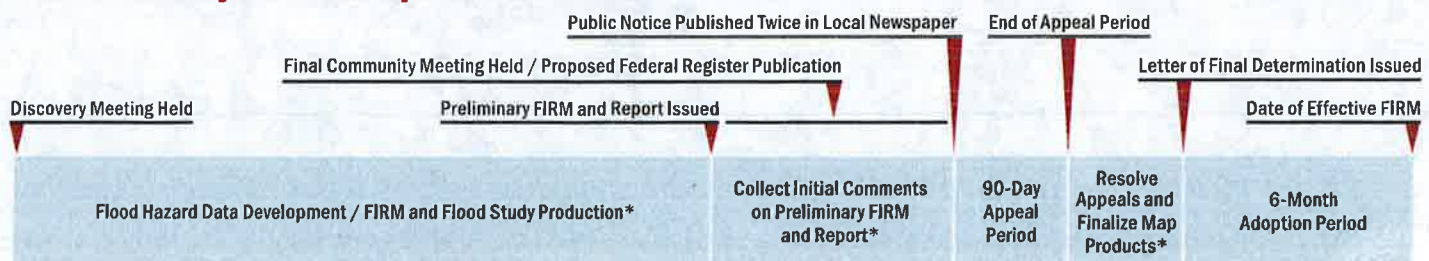 Public Notice Published Twice in Local Newspaper
End of Appeal Period
Final Community Meeting Held / Proposed Federal Register Publication
Letter of Final Determination Issued
Discovery Meeting Held
Preliminary FIRM and Report Issued
Date of Effective FIRM
Flood Hazard Data Development / FIRM and Flood Study Production*
Collect Initial Comments
on Preliminary FIRM
and Report*
90-Day
Appeal
Period
Resolve
Appeals and
Finalize Map
Products*
6-Month
Adoption Period